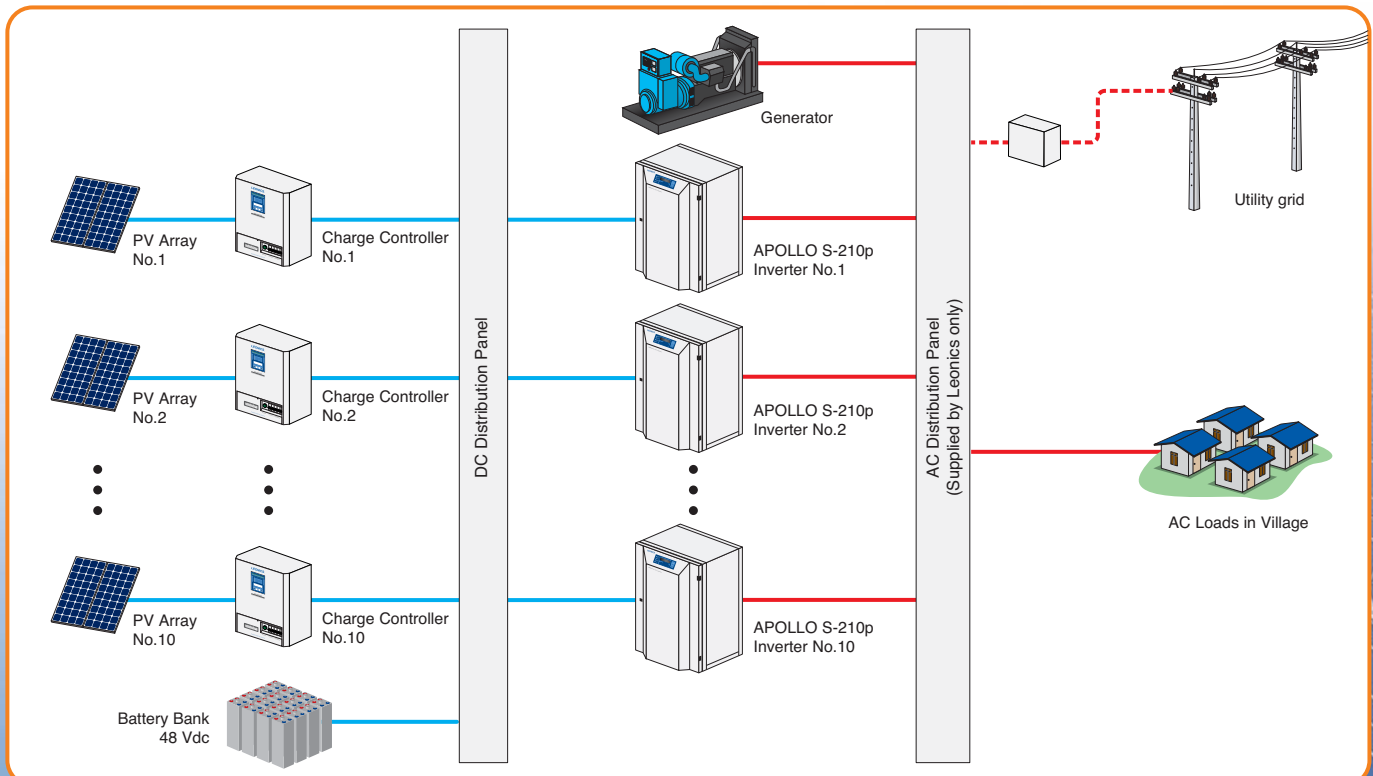 Generator
Utility grid
PV Array
No.1
Charge Controller
No.1
APOLLO S-210p
Inverter No.1
PV Array
No.2
Charge Controller
No.2
APOLLO S-210p
Inverter No.2
DC Distribution Panel
AC Distribution Panel
(Supplied by Leonics only)
AC Loads in Village
PV Array
No.10
Charge Controller
No.10
APOLLO S-210p
Inverter No.10
Battery Bank
48 Vdc